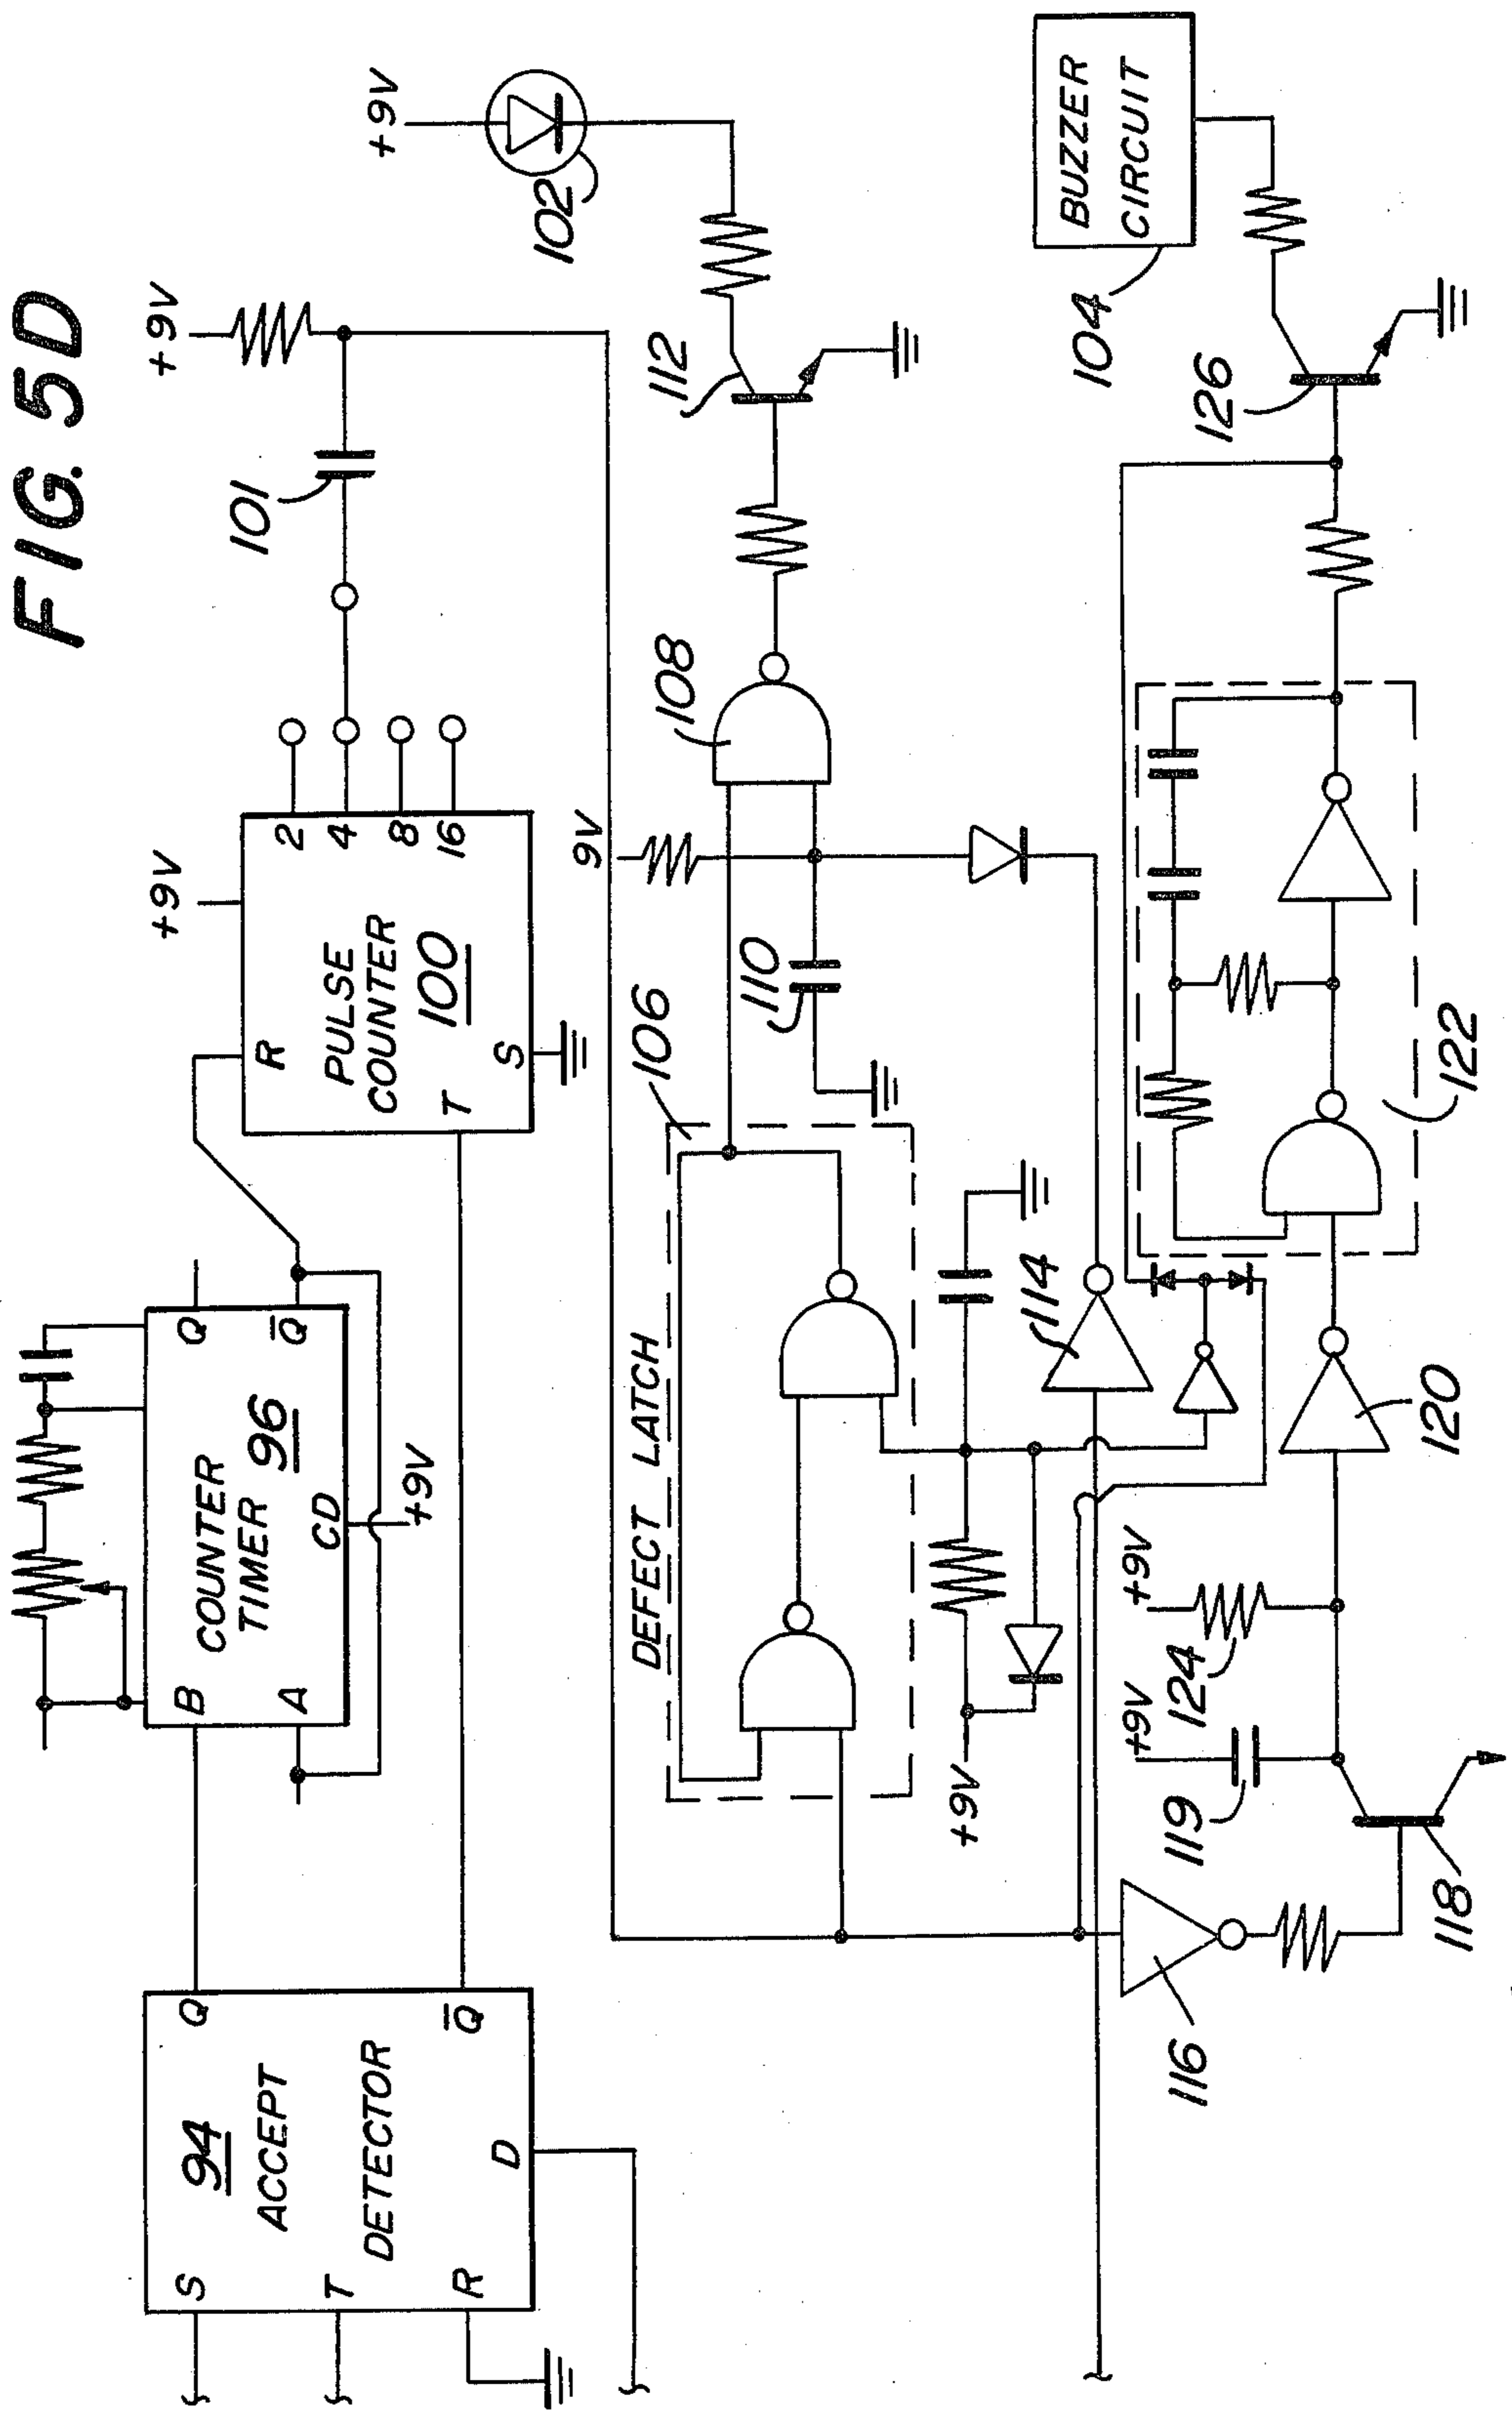 FIG. 5D
+9V
102
+9V
101
+9V
R
PULSE
COUNTER
100
T
S
2
4
8
16
Q
Q̅
COUNTER
TIMER
96
CD
+9V
B
A
94
ACCEPT
DETECTOR
S
T
R
D
Q
Q̅
112
108
9V
110
106
DEFECT LATCH
+9V
114
BUZZER
CIRCUIT
104
126
122
120
+9V
124
+9V
119
118
116